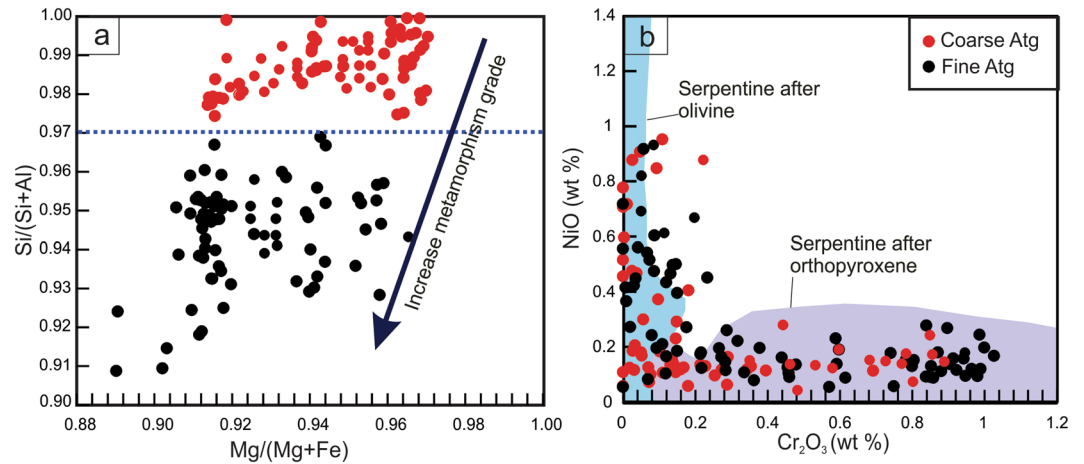 a
1.00
0.99
0.98
0.97
0.96
0.95
0.94
0.93
0.92
0.91
0.90
Si/(Si+Al)
0.88
0.90
0.92
0.94
0.96
0.98
1.00
Mg/(Mg+Fe)
Increase metamorphism grade
b
1.4
1.2
1
0.8
0.6
0.4
0.2
0
NiO (wt %)
0
0.2
0.4
0.6
0.8
1
1.2
Cr₂O₃ (wt %)
Coarse Atg
Fine Atg
Serpentine after
olivine
Serpentine after
orthopyroxene